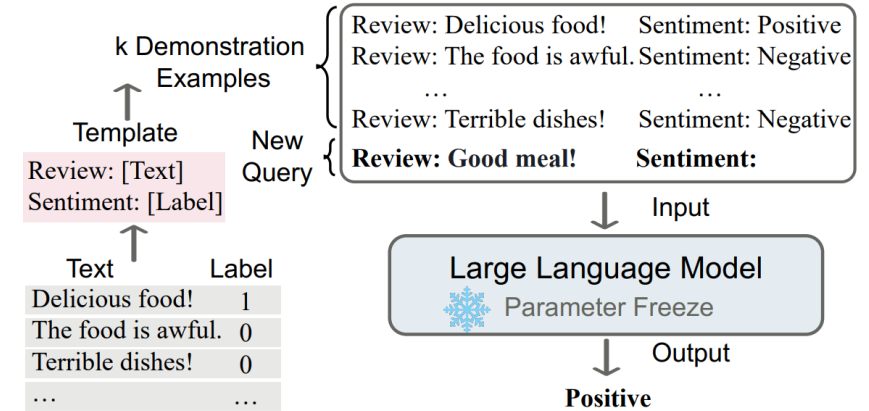 k Demonstration
Examples
Review: Delicious food! Sentiment: Positive
Review: The food is awful. Sentiment: Negative
… …
Review: Terrible dishes! Sentiment: Negative
New
Query
Review: Good meal! Sentiment:
Template
Review: [Text]
Sentiment: [Label]
Text Label
Delicious food! 1
The food is awful. 0
Terrible dishes! 0
… …
Input
Large Language Model
Parameter Freeze
Output
Positive